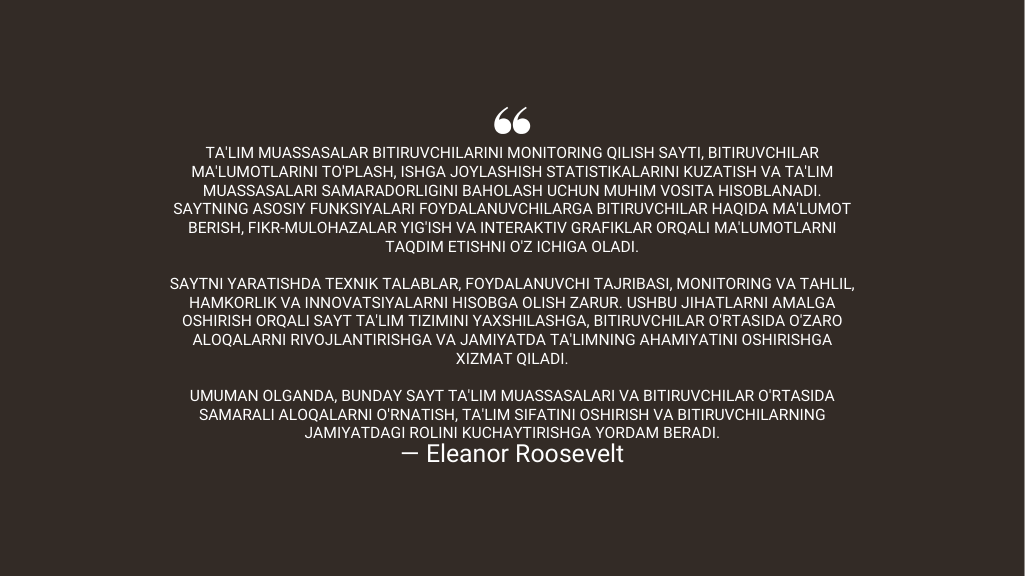 ❝
TA'LIM MUASSASALAR BITIRUVCHILARINI MONITORING QILISH SAYTI, BITIRUVCHILAR
MA'LUMOTLARINI TO'PLASH, ISHGA JOYLASHISH STATISTIKALARINI KUZATISH VA TA'LIM
MUASSASALARI SAMARADORLIGINI BAHOLASH UCHUN MUHIM VOSITA HISOBLANADI.
SAYTNING ASOSIY FUNKSIYALARI FOYDALANUVCHILARGA BITIRUVCHILAR HAQIDA MA'LUMOT
BERISH, FIKR-MULOHAZALAR YIG'ISH VA INTERAKTIV GRAFIKLAR ORQALI MA'LUMOTLARNI
TAQDIM ETISHNI O'Z ICHIGA OLADI.
SAYTNI YARATISHDA TEXNIK TALABLAR, FOYDALANUVCHI TAJRIBASI, MONITORING VA TAHLIL,
HAMKORLIK VA INNOVATSIYALARNI HISOBGA OLISH ZARUR. USHBU JIHATLARNI AMALGA
OSHIRISH ORQALI SAYT TA'LIM TIZIMINI YAXSHILASHGA, BITIRUVCHILAR O'RTASIDA O'ZARO
ALOQALARNI RIVOJLANTIRISHGA VA JAMIYATDA TA'LIMNING AHAMIYATINI OSHIRISHGA
XIZMAT QILADI.
UMUMAN OLGANDA, BUNDAY SAYT TA'LIM MUASSASALARI VA BITIRUVCHILAR O'RTASIDA
SAMARALI ALOQALARNI O'RNATISH, TA'LIM SIFATINI OSHIRISH VA BITIRUVCHILARNING
JAMIYATDAGI ROLINI KUCHAYTIRISHGA YORDAM BERADI.
— Eleanor Roosevelt